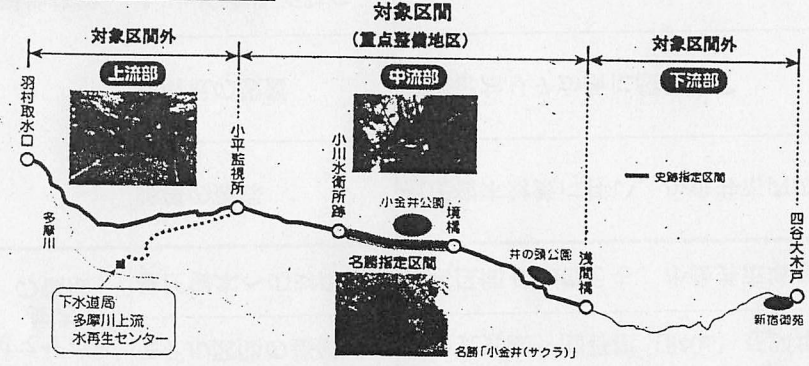 対象区間
(重点整備地区)
対象区間外
対象区間外
上流部
中流部
下流部
羽村取水口
小平監視所
小川水衛所跡
小金井公園
境橋
井の頭公園
浅間橋
四谷大木戸
新宿御苑
史跡指定区間
多摩川
名勝指定区間
下水道局
多摩川上流
水再生センター
名勝「小金井(サクラ)」